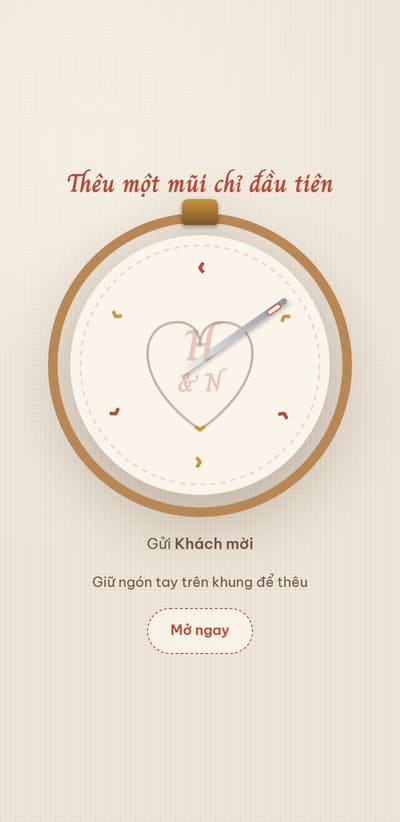 Thêu một mũi chỉ đầu tiên
H
& N
Gửi Khách mời
Giữ ngón tay trên khung để thêu
Mở ngay